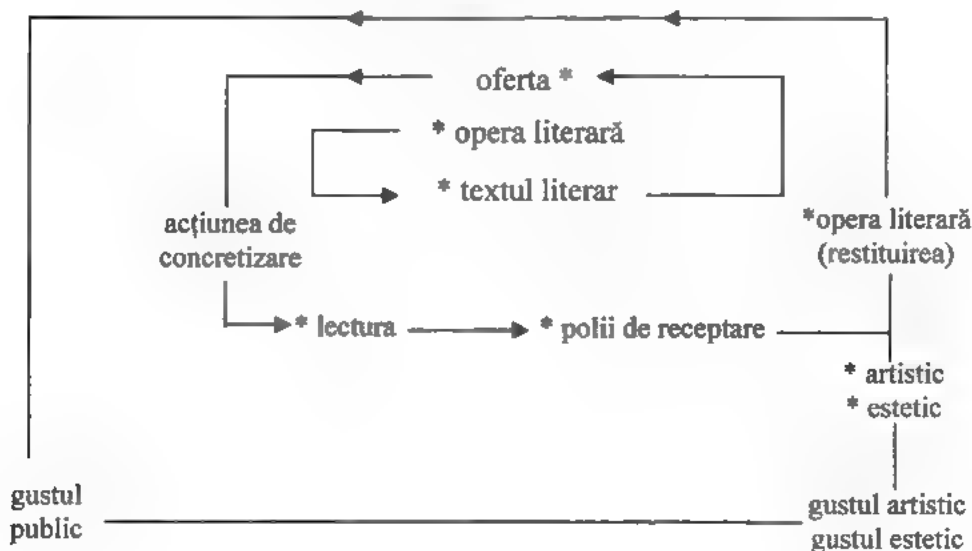 oferta *
* opera literară
* textul literar
acțiunea de
concretizare
*opera literară
(restituirea)
* lectura
* polii de receptare
* artistic
* estetic
gustul
public
gustul artistic
gustul estetic